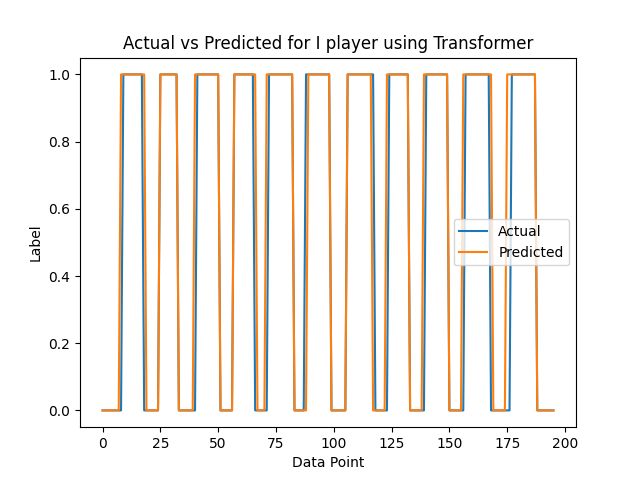 Actual vs Predicted for I player using Transformer
1.0
0.8
0.6
0.4
0.2
0.0
Label
Actual
Predicted
0 25 50 75 100 125 150 175 200
Data Point